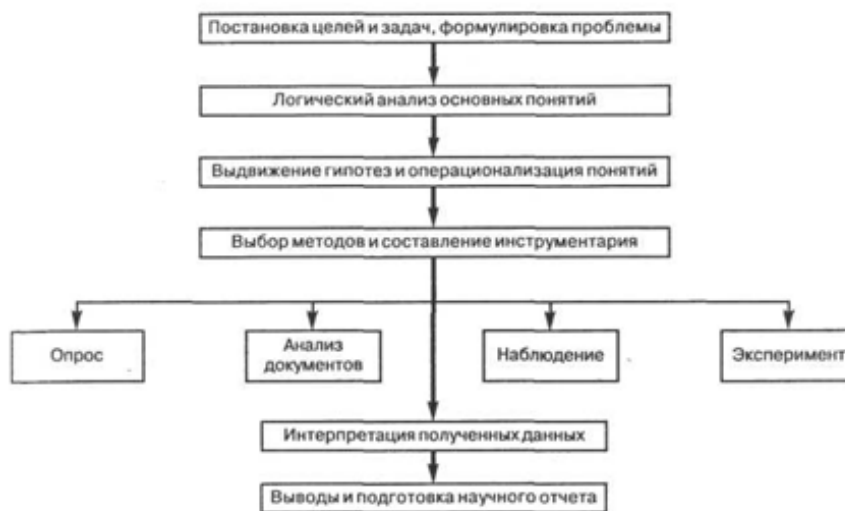 Постановка целей и задач, формулировка проблемы
Логический анализ основных понятий
Выдвижение гипотез и операционализация понятий
Выбор методов и составление инструментария
Опрос
Анализ
документов
Наблюдение
Эксперимент
Интерпретация полученных данных
Выводы и подготовка научного отчета